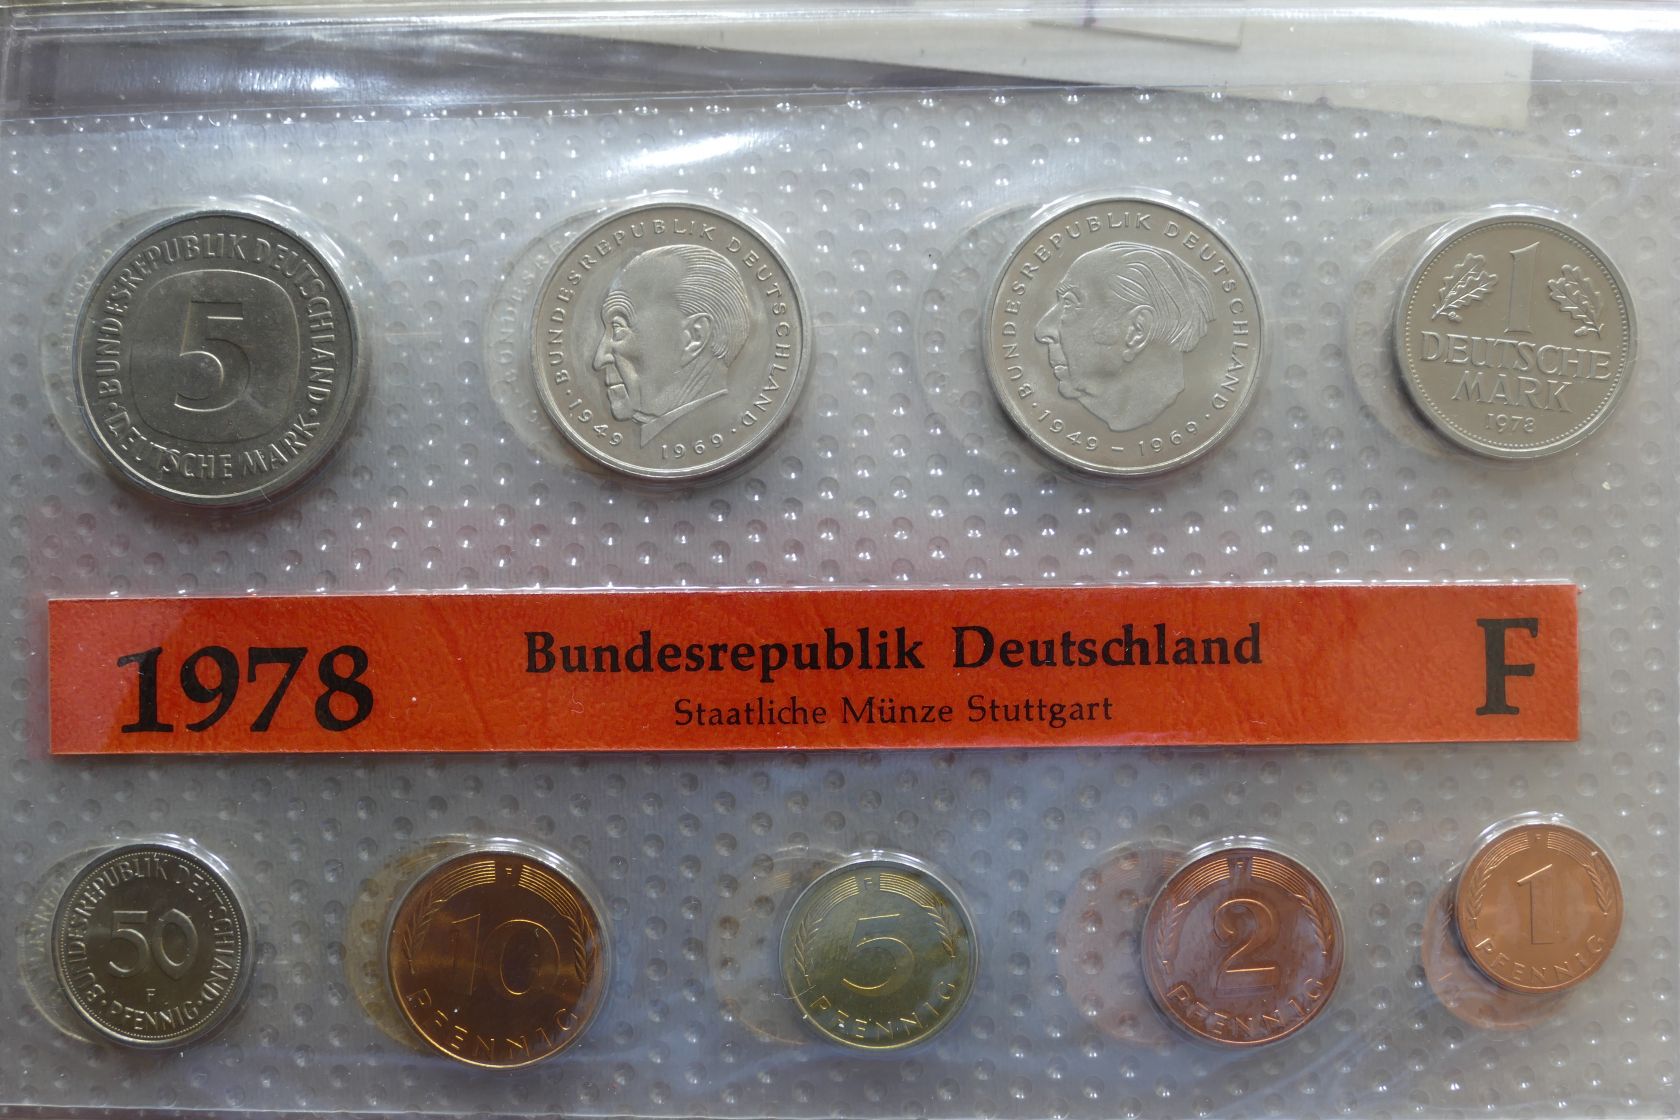 BUNDESREPUBLIK DEUTSCHLAND
5
DEUTSCHE MARK
BUNDESREPUBLIK DEUTSCHLAND
1949
1969
BUNDESREPUBLIK DEUTSCHLAND
1949 – 1969
1
DEUTSCHE
MARK
1978
1978
Bundesrepublik Deutschland
Staatliche Münze Stuttgart
F
BUNDESREPUBLIK DEUTSCHLAND
50
F
PFENNIG
F
10
PFENNIG
F
5
PFENNIG
F
2
PFENNIG
F
1
PFENNIG